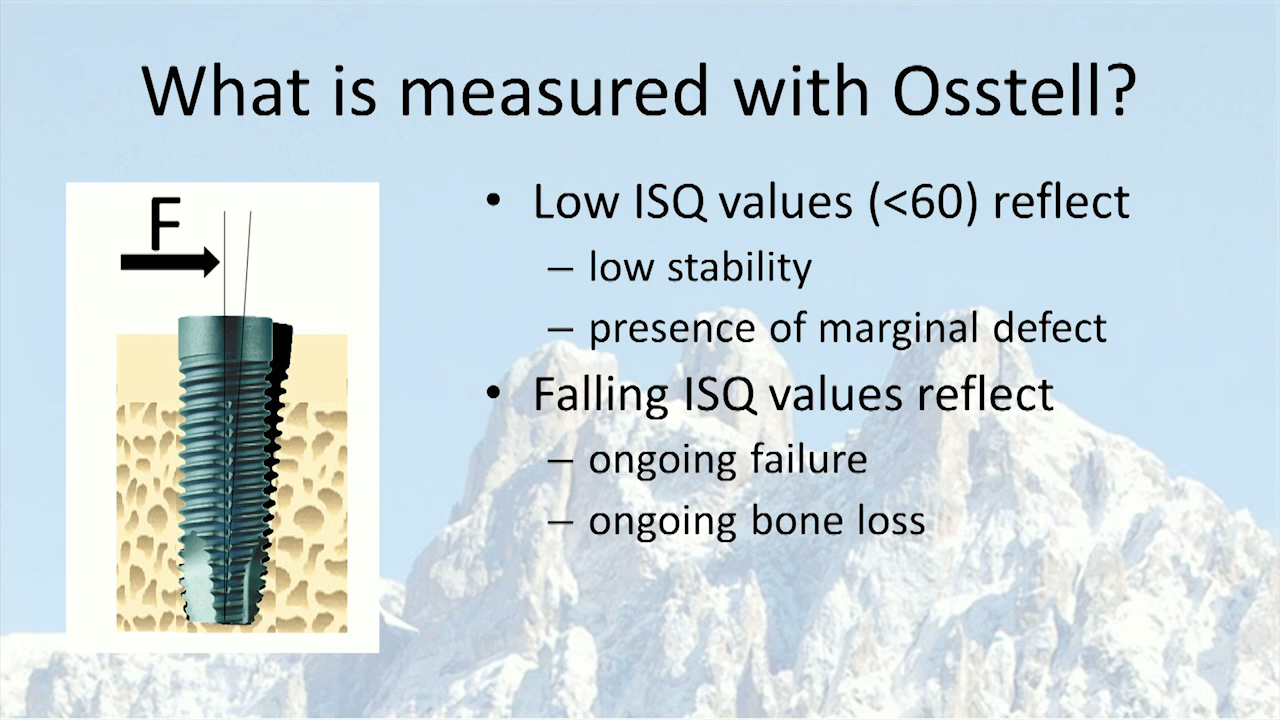 What is measured with Osstell?
F
• Low ISQ values (<60) reflect
– low stability
– presence of marginal defect
• Falling ISQ values reflect
– ongoing failure
– ongoing bone loss